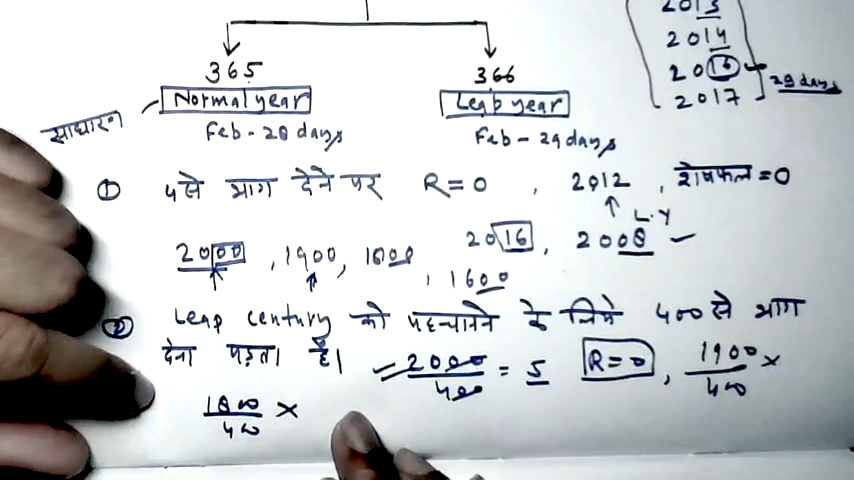 2013
2014
2016 29 days
2017
365 366
Normal year Leap year
साधारण
Feb - 28 days Feb - 29 days
① 4 से भाग देने पर R = 0 , 2012 , शेषफल = 0
L.Y
2000 , 1900, 1800 2016 , 2008
, 1600
② Leap century को पहचानने के लिये 400 से भाग
देना पड़ता है। 2000/400 = 5 R = 0 , 1900/400 ×
1800/400 ×